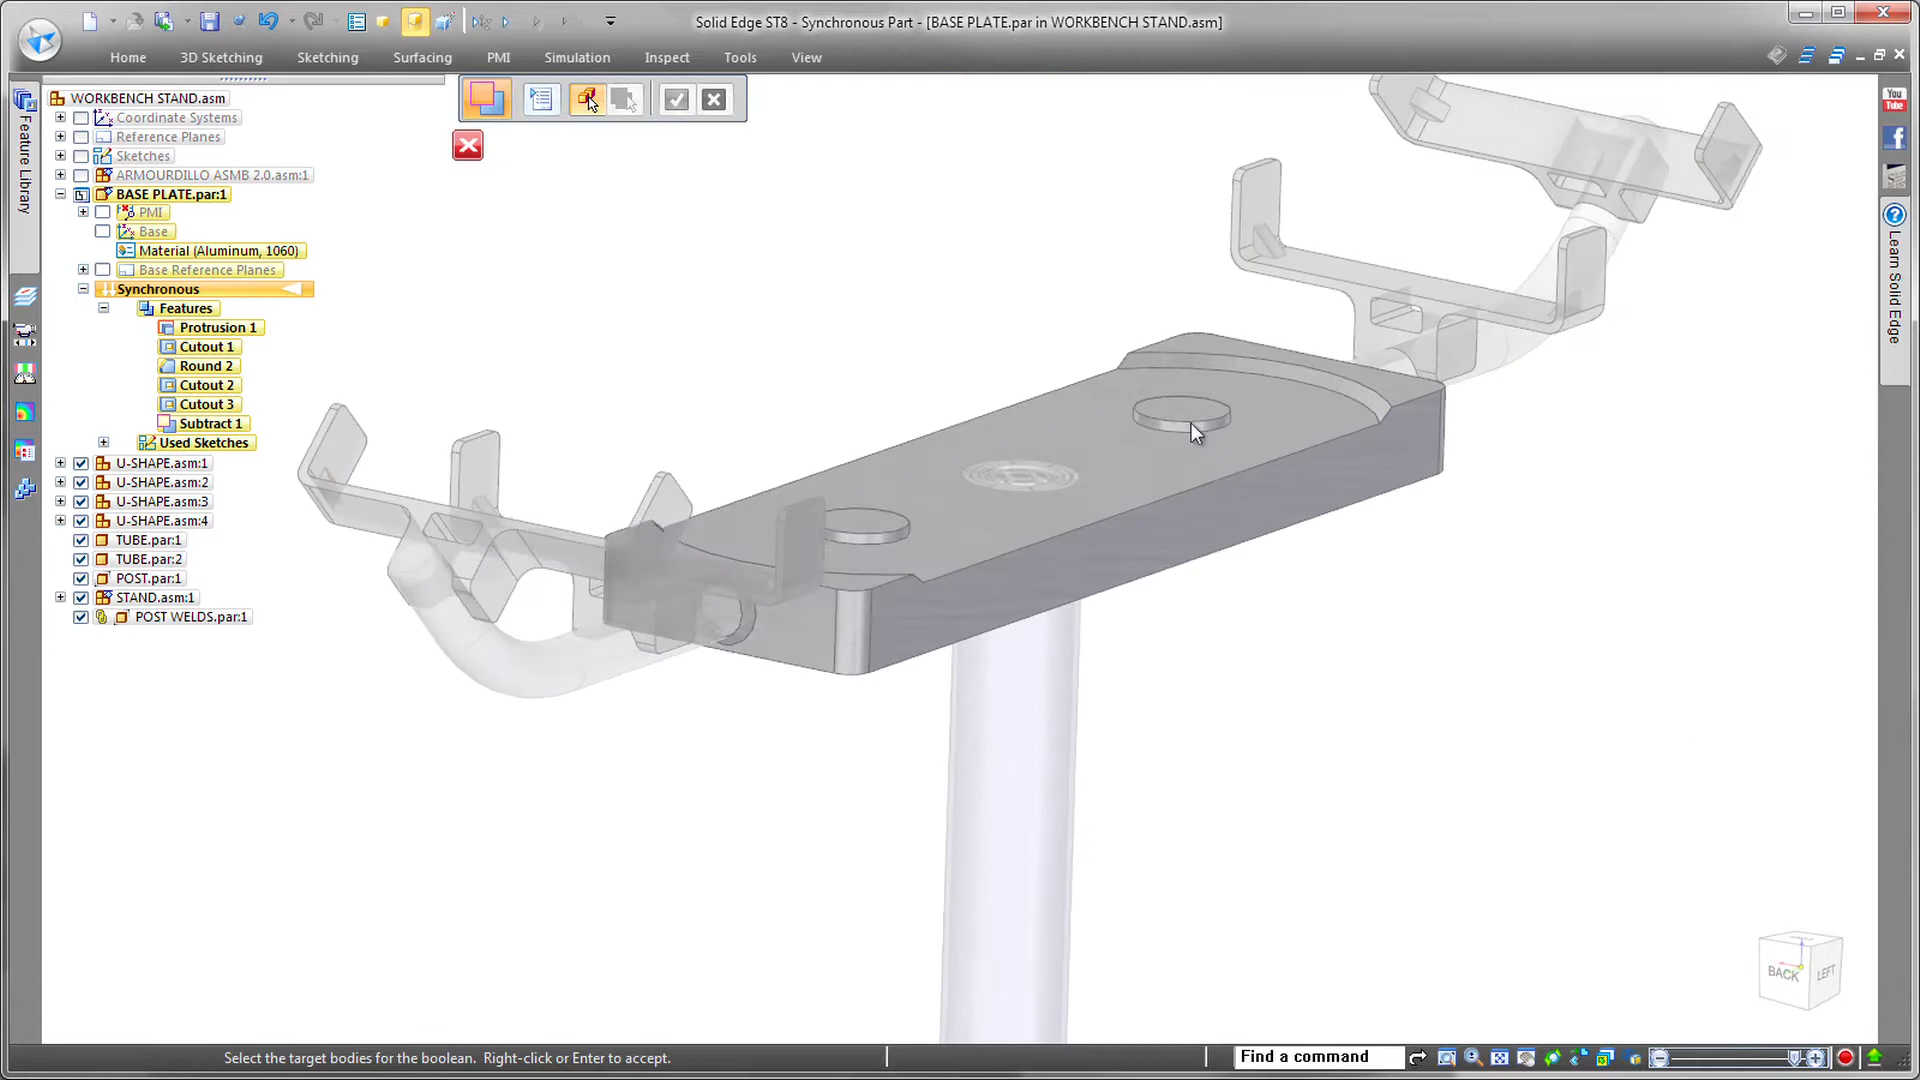 Solid Edge ST8 - Synchronous Part - [BASE PLATE.par in WORKBENCH STAND.asm]
Home 3D Sketching Sketching Surfacing PMI Simulation Inspect Tools View
Feature Library
WORKBENCH STAND.asm
Coordinate Systems
Reference Planes
Sketches
ARMOURDILLO ASMB 2.0.asm:1
BASE PLATE.par:1
PMI
Base
Material (Aluminum, 1060)
Base Reference Planes
Synchronous
Features
Protrusion 1
Cutout 1
Round 2
Cutout 2
Cutout 3
Subtract 1
Used Sketches
U-SHAPE.asm:1
U-SHAPE.asm:2
U-SHAPE.asm:3
U-SHAPE.asm:4
TUBE.par:1
TUBE.par:2
POST.par:1
STAND.asm:1
POST WELDS.par:1
You
Tube
Learn Solid Edge
BACK
LEFT
Select the target bodies for the boolean. Right-click or Enter to accept.
Find a command